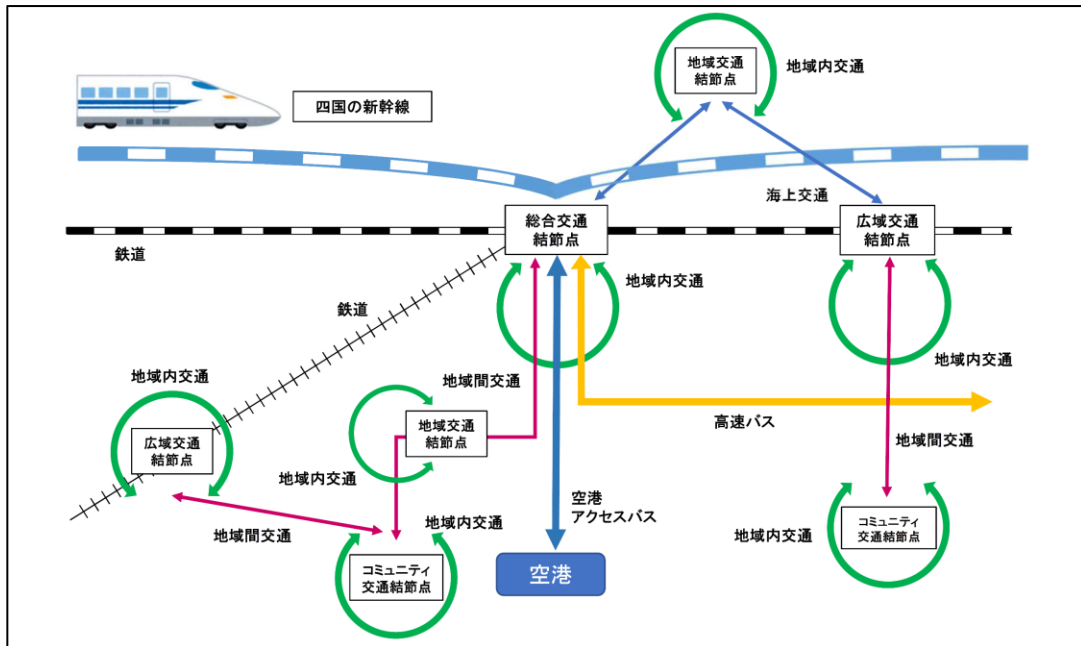 地域交通
結節点
地域内交通
四国の新幹線
海上交通
総合交通
結節点
広域交通
結節点
鉄道
地域内交通
鉄道
地域内交通
地域内交通
地域間交通
高速バス
地域交通
結節点
広域交通
結節点
地域間交通
地域内交通
空港
アクセスバス
地域内交通
地域間交通
地域内交通
コミュニティ
交通結節点
コミュニティ
交通結節点
空港